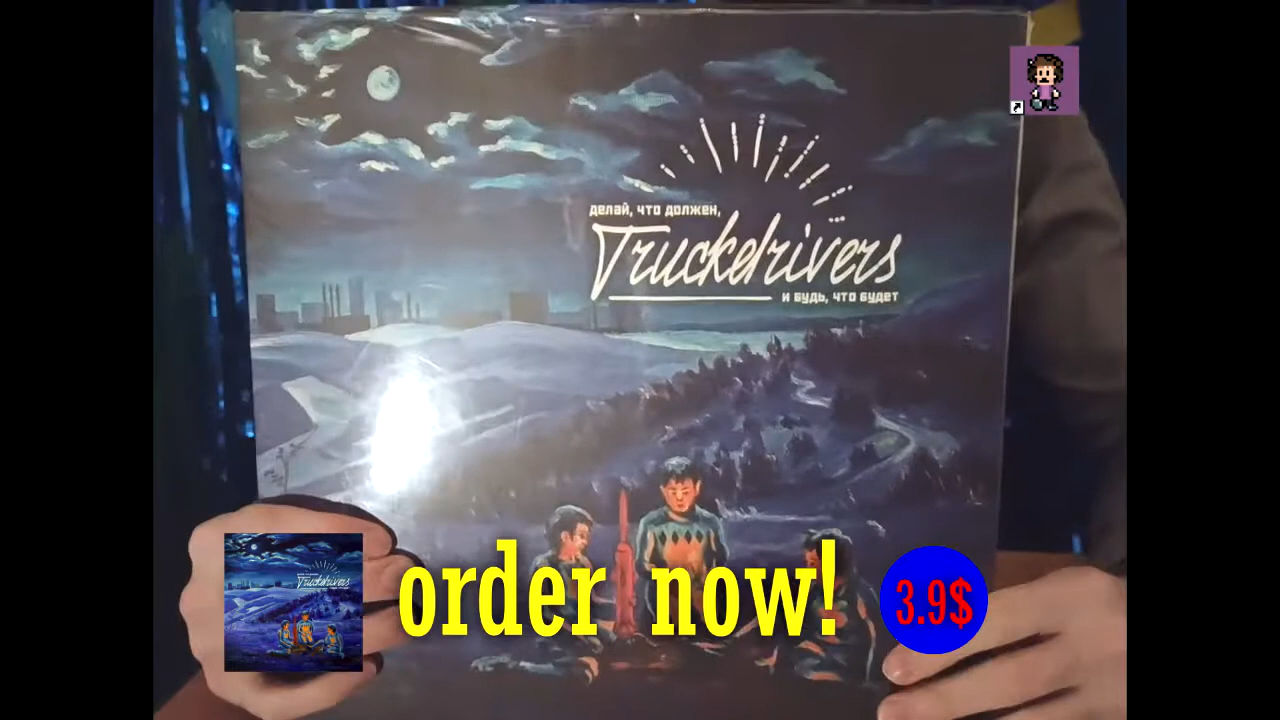 делай, что должен,
Truckdrivers
и будь, что будет
order now!
3.9$